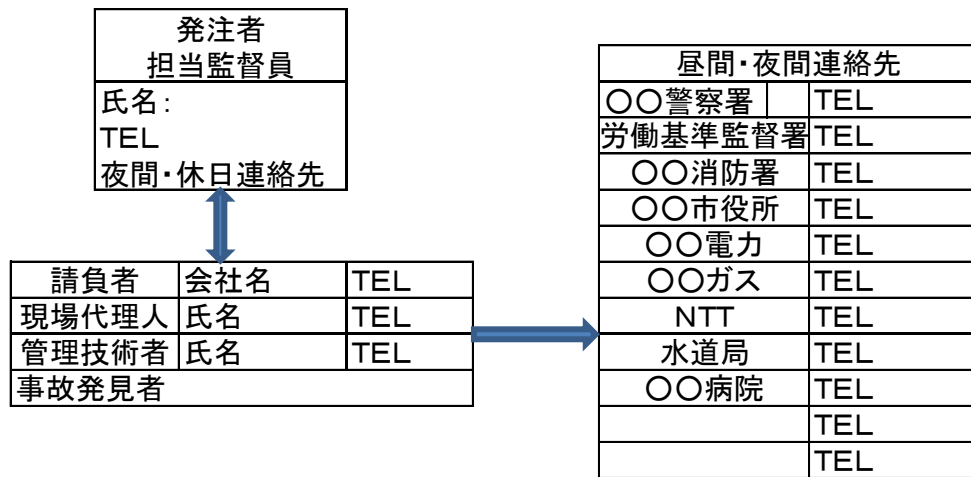 発注者
担当監督員
氏名:
TEL
夜間・休日連絡先
請負者 会社名 TEL
現場代理人 氏名 TEL
管理技術者 氏名 TEL
事故発見者
昼間・夜間連絡先
〇〇警察署 TEL
労働基準監督署 TEL
〇〇消防署 TEL
〇〇市役所 TEL
〇〇電力 TEL
〇〇ガス TEL
NTT TEL
水道局 TEL
〇〇病院 TEL
TEL
TEL